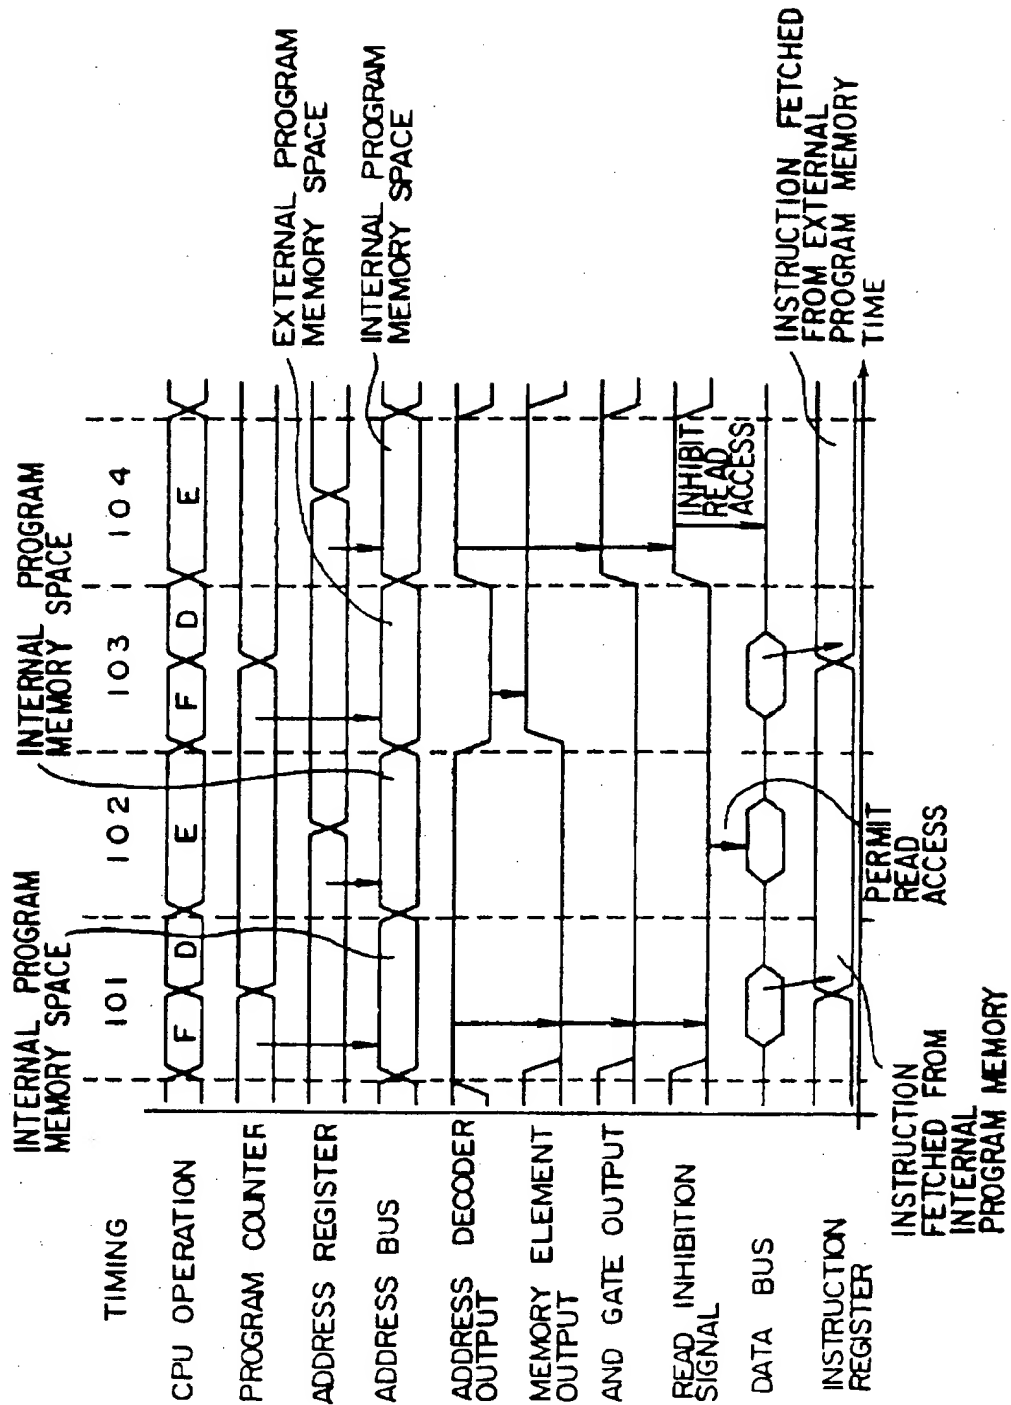 INTERNAL PROGRAM
MEMORY SPACE
INTERNAL PROGRAM
MEMORY SPACE
TIMING
101
102
103
104
CPU OPERATION
F
D
E
F
D
E
PROGRAM COUNTER
ADDRESS REGISTER
EXTERNAL PROGRAM
MEMORY SPACE
ADDRESS BUS
INTERNAL PROGRAM
MEMORY SPACE
ADDRESS DECODER
OUTPUT
MEMORY ELEMENT
OUTPUT
AND GATE OUTPUT
READ INHIBITION
SIGNAL
INHIBIT
READ
ACCESS
DATA BUS
INSTRUCTION
REGISTER
INSTRUCTION FETCHED
FROM EXTERNAL
PROGRAM MEMORY
TIME
PERMIT
READ
ACCESS
INSTRUCTION
FETCHED FROM
INTERNAL
PROGRAM MEMORY